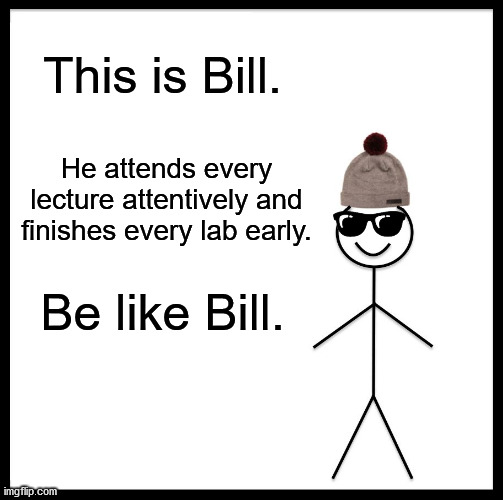 This is Bill.
He attends every
lecture attentively and
finishes every lab early.
Be like Bill.
imgflip.com